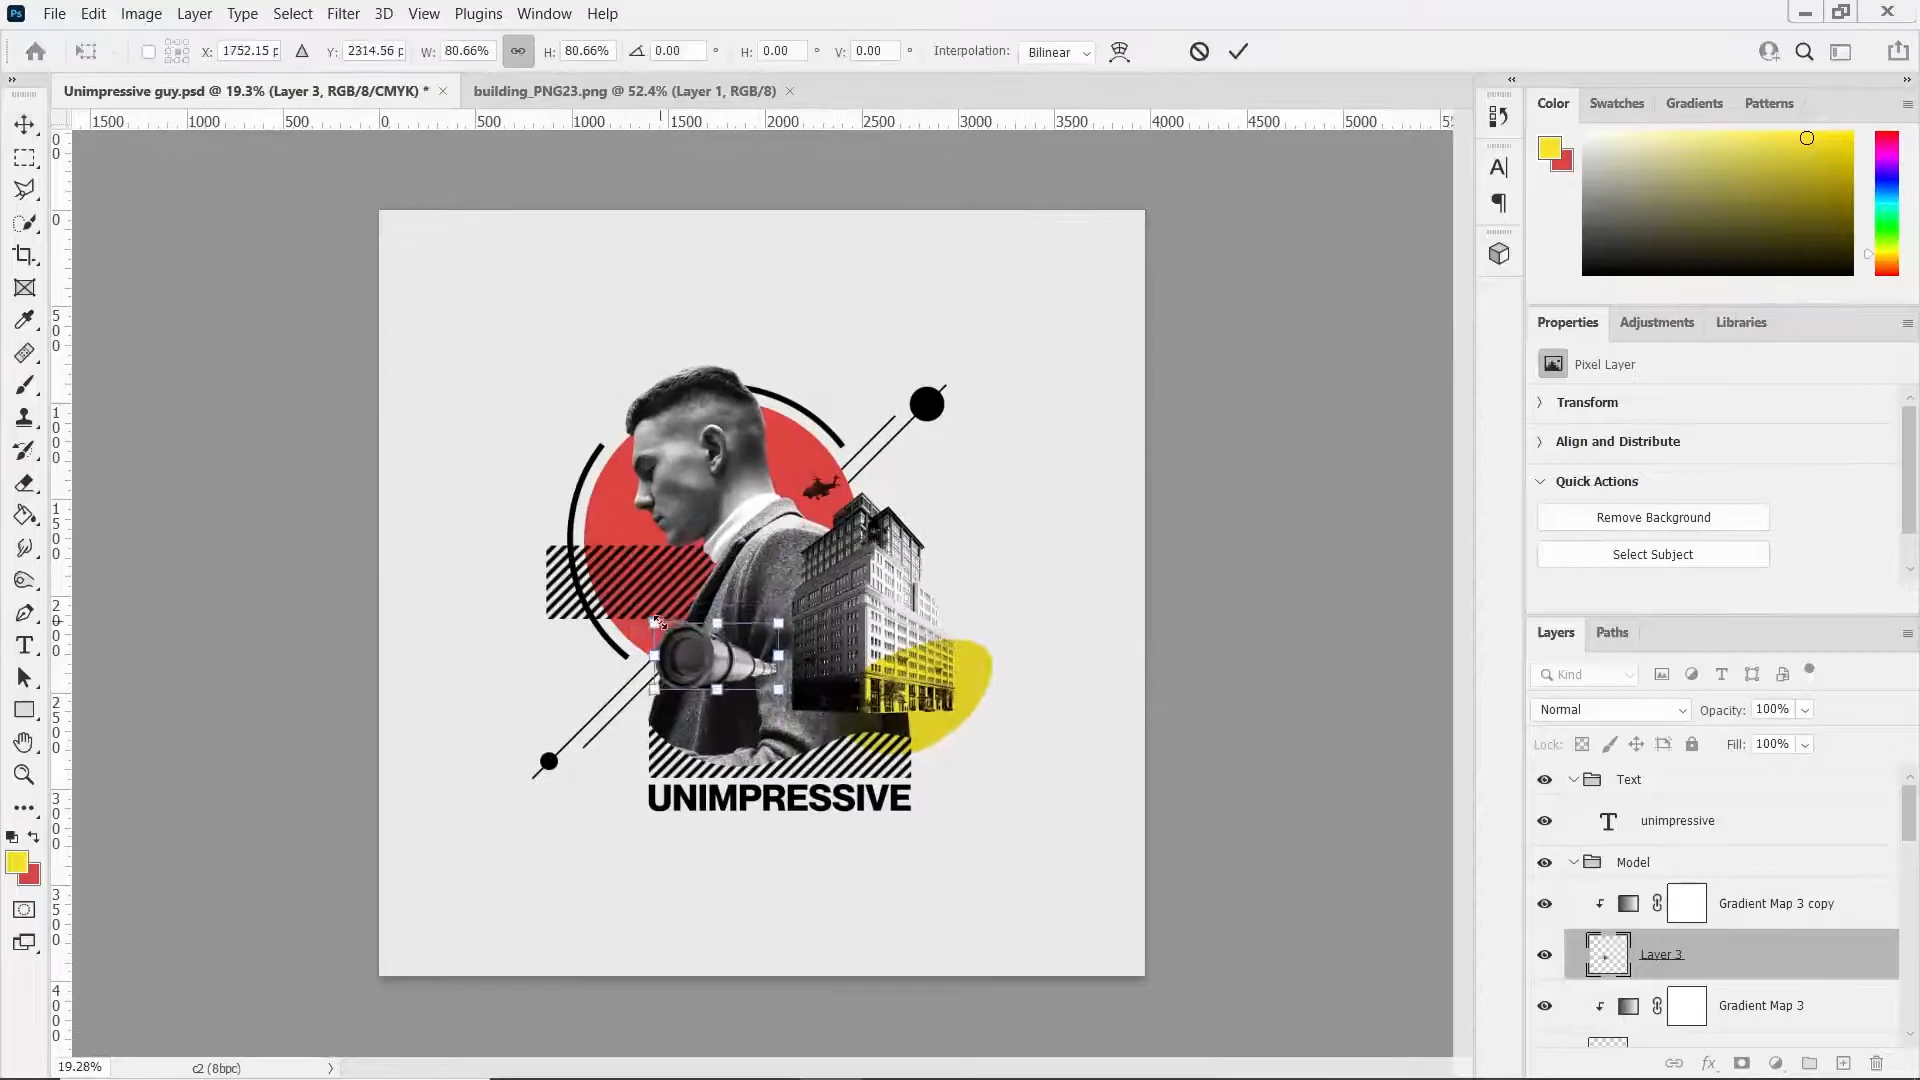 Ps File Edit Image Layer Type Select Filter 3D View Plugins Window Help
X: 1752.15 p Y: 2314.56 p W: 80.66% H: 80.66% 0.00 ° H: 0.00 ° V: 0.00 ° Interpolation: Bilinear
Unimpressive guy.psd @ 19.3% (Layer 3, RGB/8/CMYK) * building_PNG23.png @ 52.4% (Layer 1, RGB/8)
1500 1000 500 0 500 1000 1500 2000 2500 3000 3500 4000 4500 5000
Color Swatches Gradients Patterns
Properties Adjustments Libraries
Pixel Layer
Transform
Align and Distribute
Quick Actions
Remove Background
Select Subject
Layers Paths
Kind
Normal Opacity: 100%
Lock: Fill: 100%
Text
unimpressive
Model
Gradient Map 3 copy
Layer 3
Gradient Map 3
UNIMPRESSIVE
19.28% c2 (8bpc)